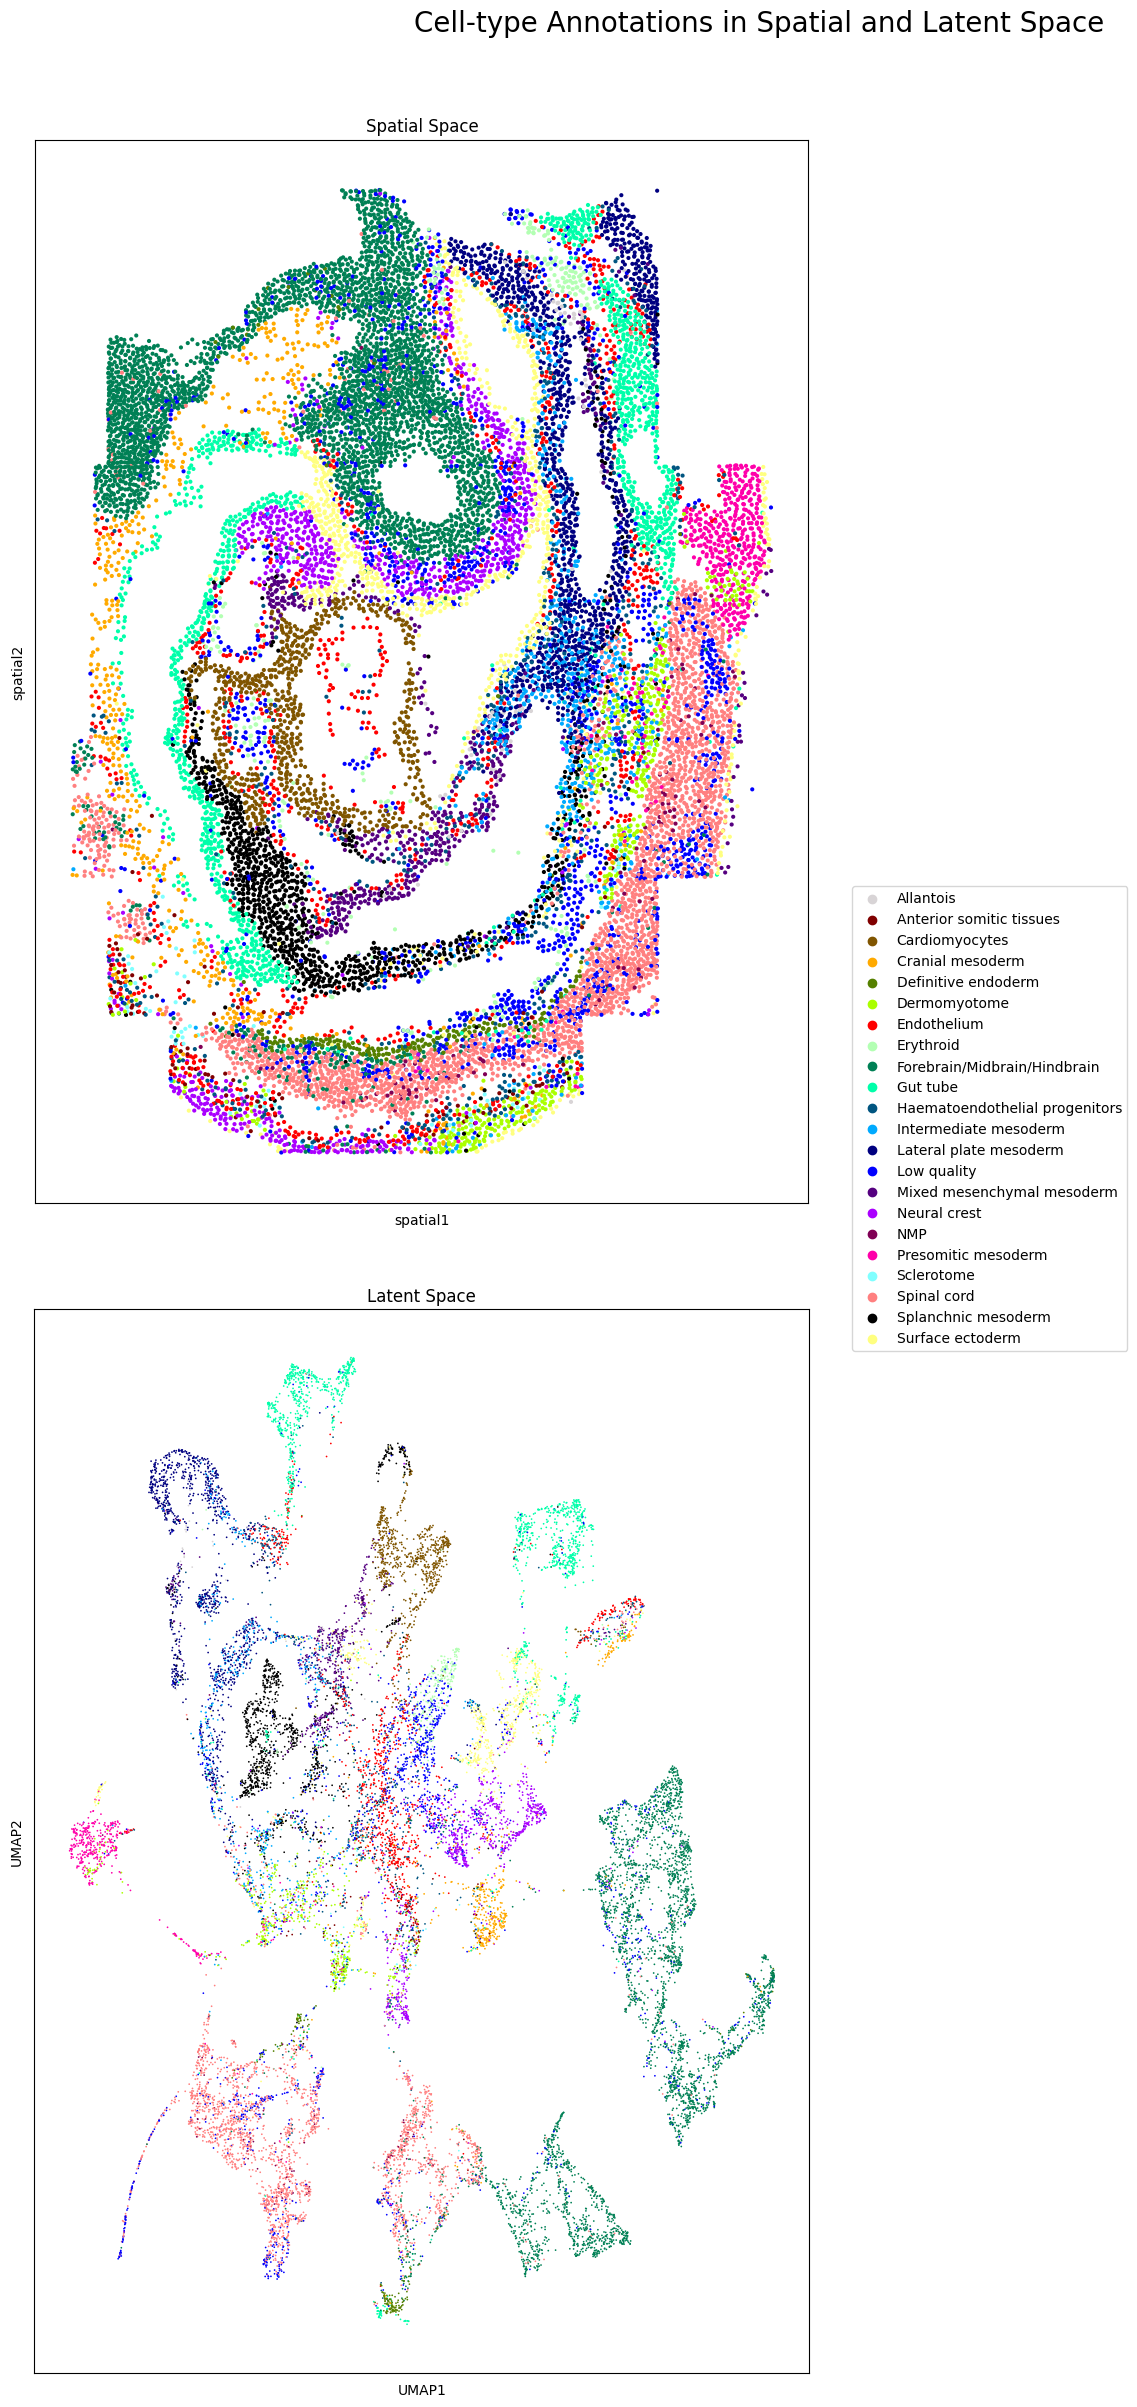 Cell-type Annotations in Spatial and Latent Space
Spatial Space
spatial2
spatial1
Allantois
Anterior somitic tissues
Cardiomyocytes
Cranial mesoderm
Definitive endoderm
Dermomyotome
Endothelium
Erythroid
Forebrain/Midbrain/Hindbrain
Gut tube
Haematoendothelial progenitors
Intermediate mesoderm
Lateral plate mesoderm
Low quality
Mixed mesenchymal mesoderm
Neural crest
NMP
Presomitic mesoderm
Sclerotome
Spinal cord
Splanchnic mesoderm
Surface ectoderm
Latent Space
UMAP2
UMAP1